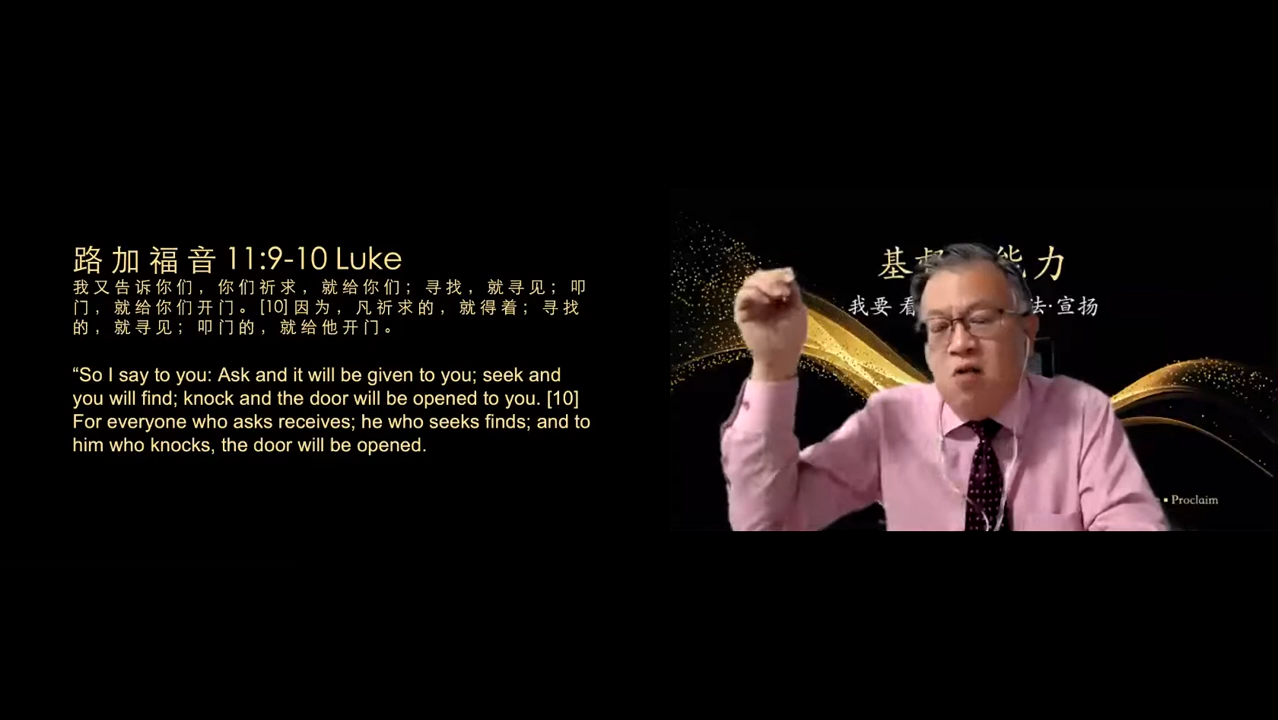 路加福音 11:9-10 Luke
我又告诉你们，你们祈求，就给你们；寻找，就寻见；叩
门，就给你们开门。[10]因为，凡祈求的，就得着；寻找
的，就寻见；叩门的，就给他开门。
“So I say to you: Ask and it will be given to you; seek and
you will find; knock and the door will be opened to you. [10]
For everyone who asks receives; he who seeks finds; and to
him who knocks, the door will be opened.
基督 能力
我要看 法·宣扬
▪ Proclaim